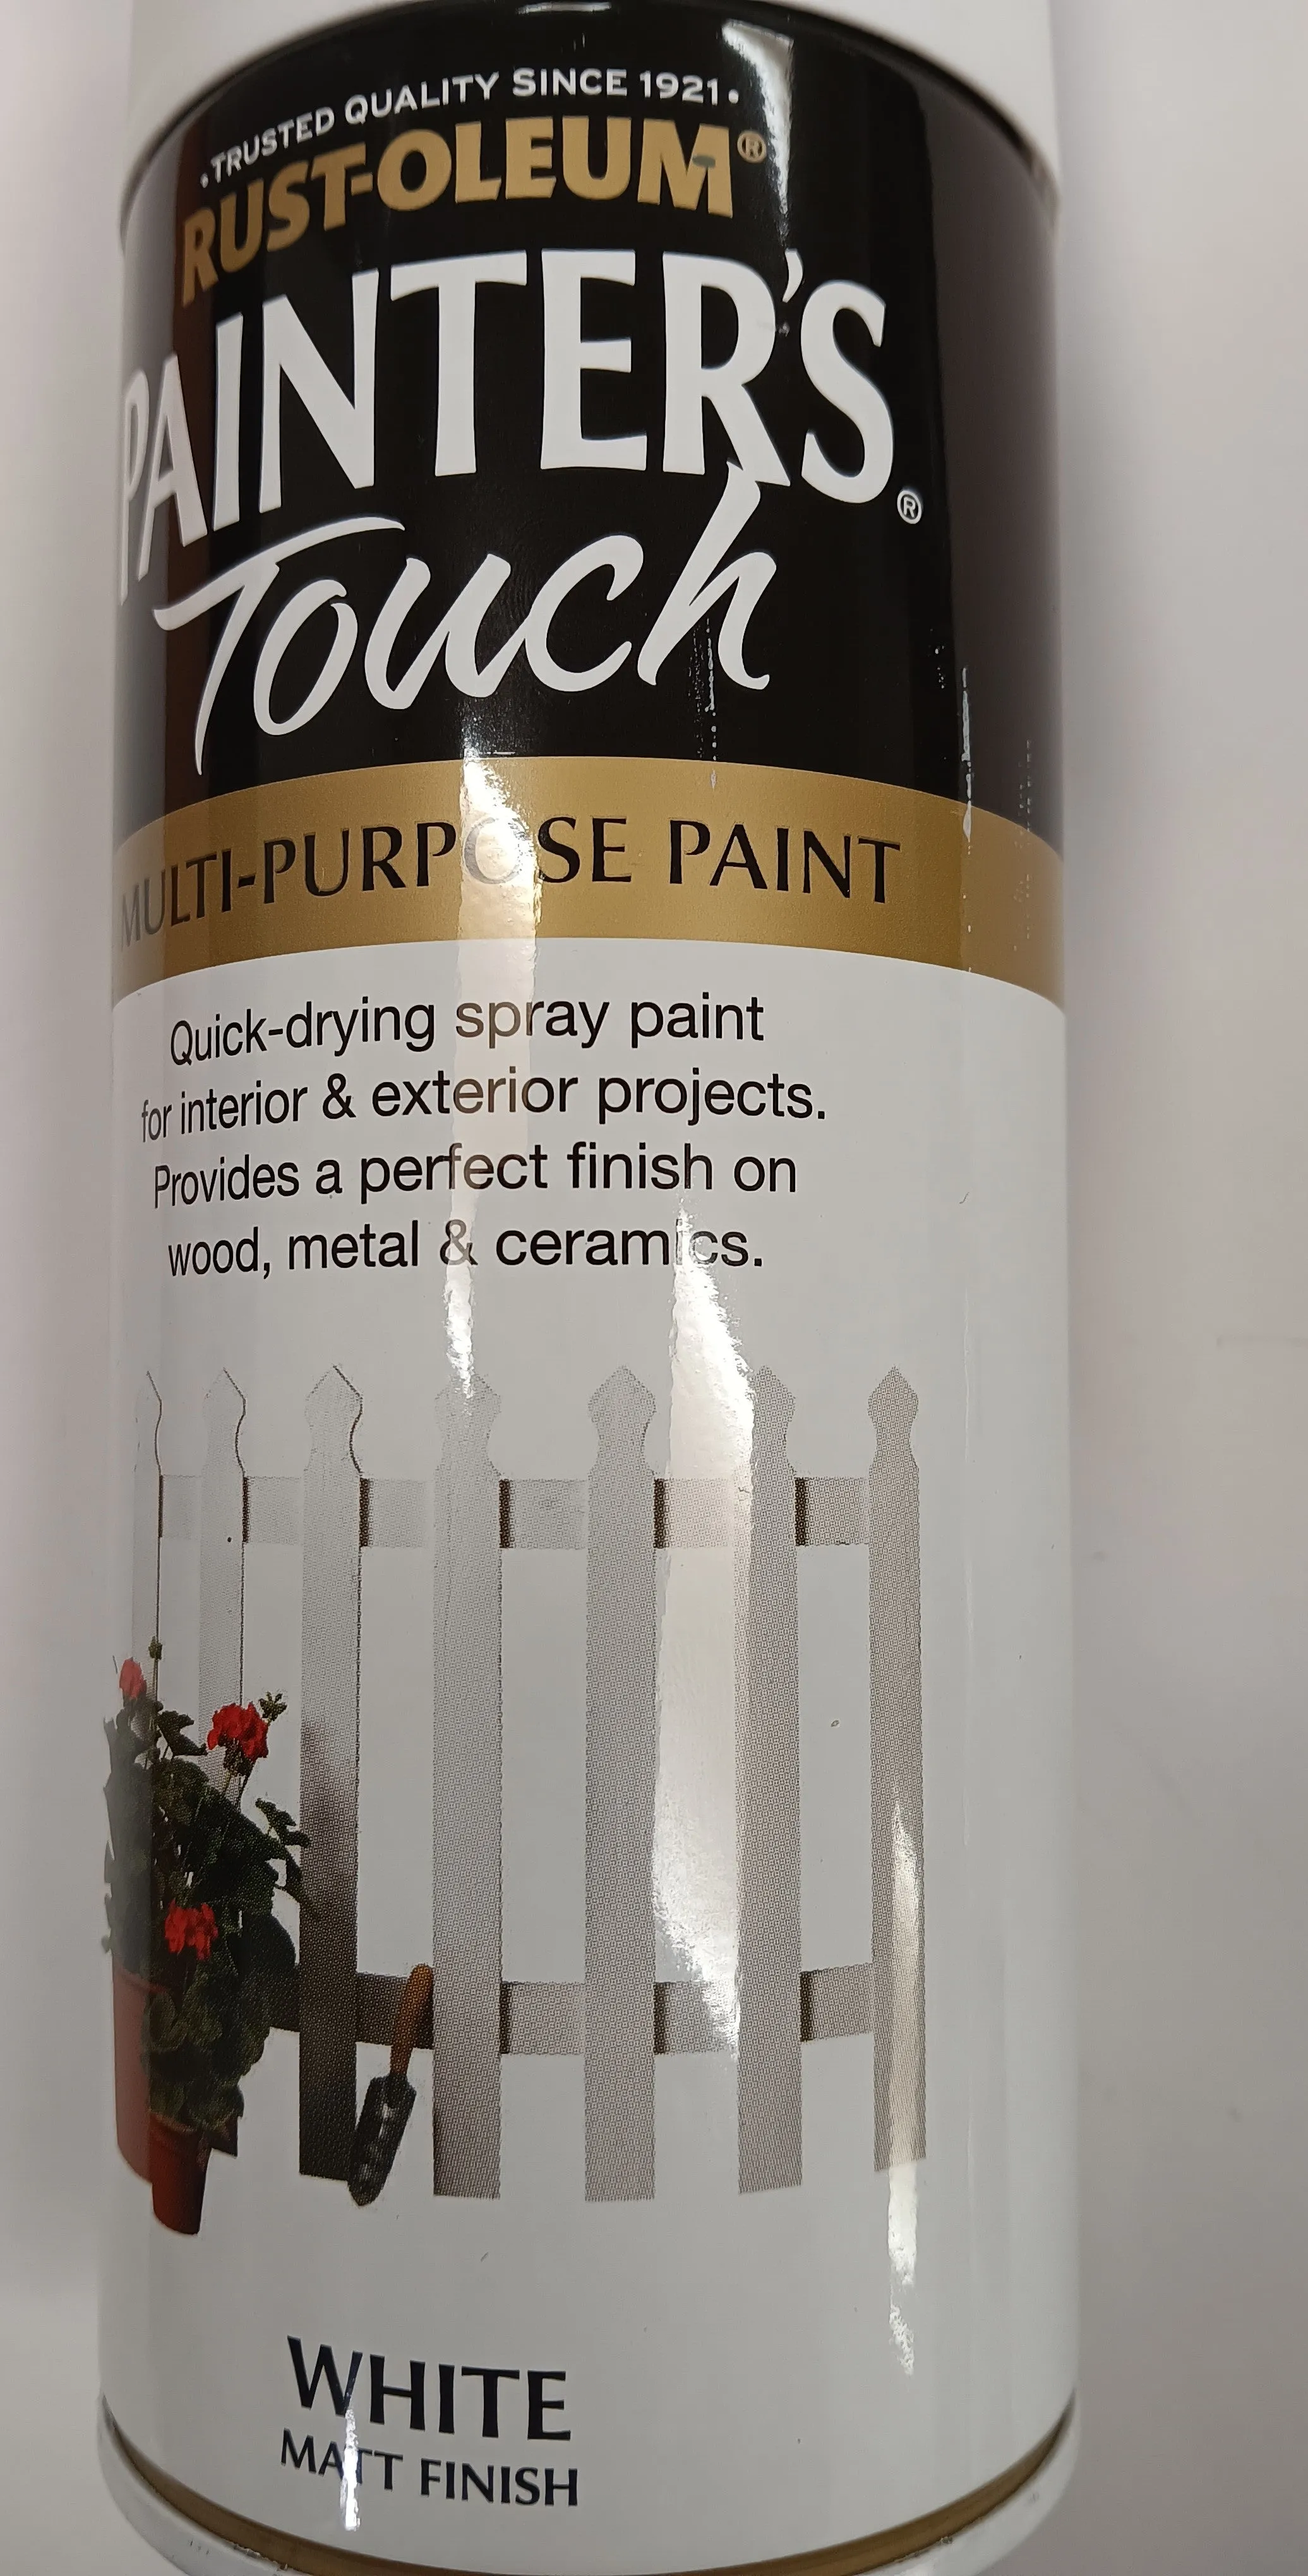 •TRUSTED QUALITY SINCE 1921•
RUST-OLEUM®
PAINTER'S®
Touch
MULTI-PURPOSE PAINT
Quick-drying spray paint
for interior & exterior projects.
Provides a perfect finish on
wood, metal & ceramics.
WHITE
MATT FINISH